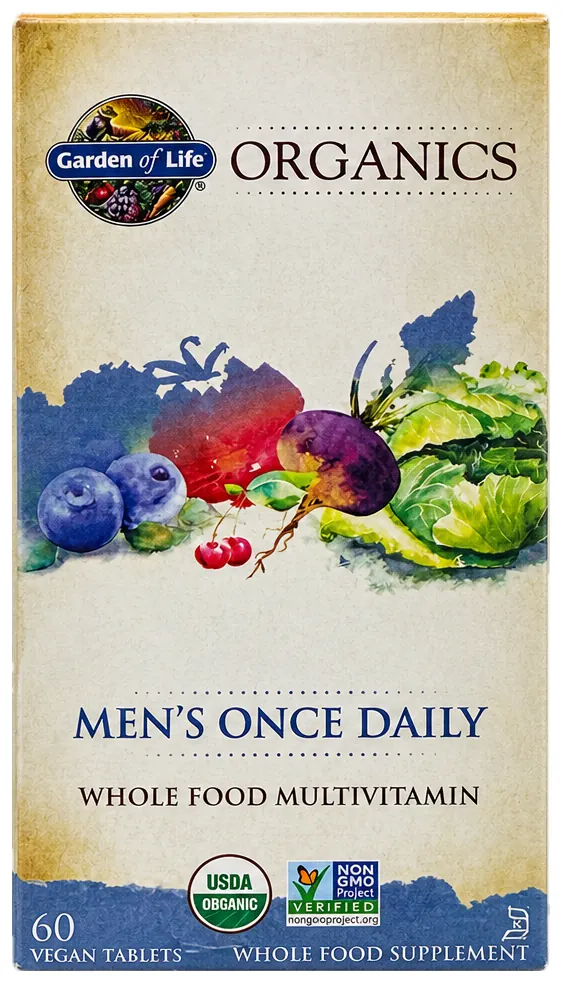 Garden of Life®
ORGANICS
MEN'S ONCE DAILY
WHOLE FOOD MULTIVITAMIN
USDA
ORGANIC
NON
GMO
Project
VERIFIED
nongmoproject.org
60
VEGAN TABLETS
WHOLE FOOD SUPPLEMENT
K